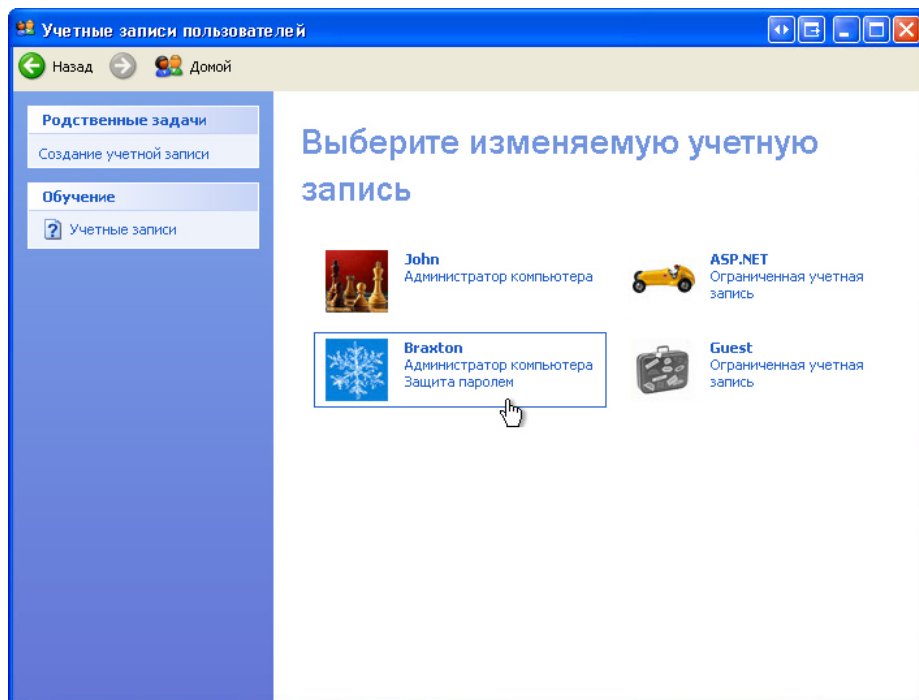 Учетные записи пользователей
Назад
Домой
Родственные задачи
Создание учетной записи
Обучение
Учетные записи
Выберите изменяемую учетную
запись
John
Администратор компьютера
ASP.NET
Ограниченная учетная
запись
Braxton
Администратор компьютера
Защита паролем
Guest
Ограниченная учетная
запись